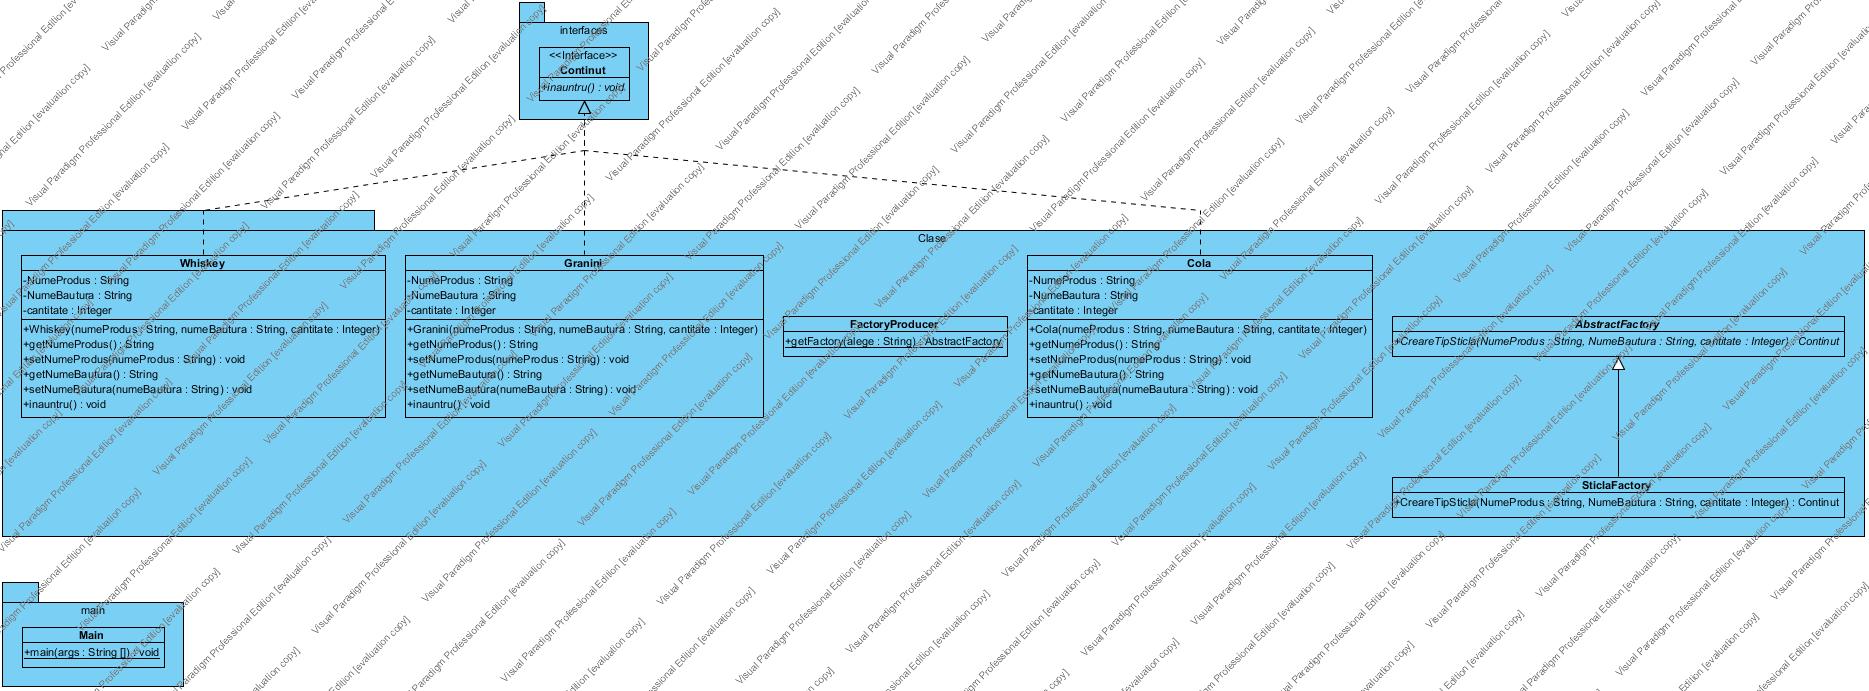 interfaces
<<Interface>>
Continut
+inauntru() : void
Clase
Whiskey
-NumeProdus : String
-NumeBautura : String
-cantitate : Integer
+Whiskey(numeProdus : String, numeBautura : String, cantitate : Integer)
+getNumeProdus() : String
+setNumeProdus(numeProdus : String) : void
+getNumeBautura() : String
+setNumeBautura(numeBautura : String) : void
+inauntru() : void
Granini
-NumeProdus : String
-NumeBautura : String
-cantitate : Integer
+Granini(numeProdus : String, numeBautura : String, cantitate : Integer)
+getNumeProdus() : String
+setNumeProdus(numeProdus : String) : void
+getNumeBautura() : String
+setNumeBautura(numeBautura : String) : void
+inauntru() : void
FactoryProducer
+getFactory(alege : String) : AbstractFactory
Cola
-NumeProdus : String
-NumeBautura : String
-cantitate : Integer
+Cola(numeProdus : String, numeBautura : String, cantitate : Integer)
+getNumeProdus() : String
+setNumeProdus(numeProdus : String) : void
+getNumeBautura() : String
+setNumeBautura(numeBautura : String) : void
+inauntru() : void
AbstractFactory
+CreareTipSticla(NumeProdus : String, NumeBautura : String, cantitate : Integer) : Continut
SticlaFactory
+CreareTipSticla(NumeProdus : String, NumeBautura : String, cantitate : Integer) : Continut
main
Main
+main(args : String []) : void
Visual Paradigm Professional Edition [evaluation copy]